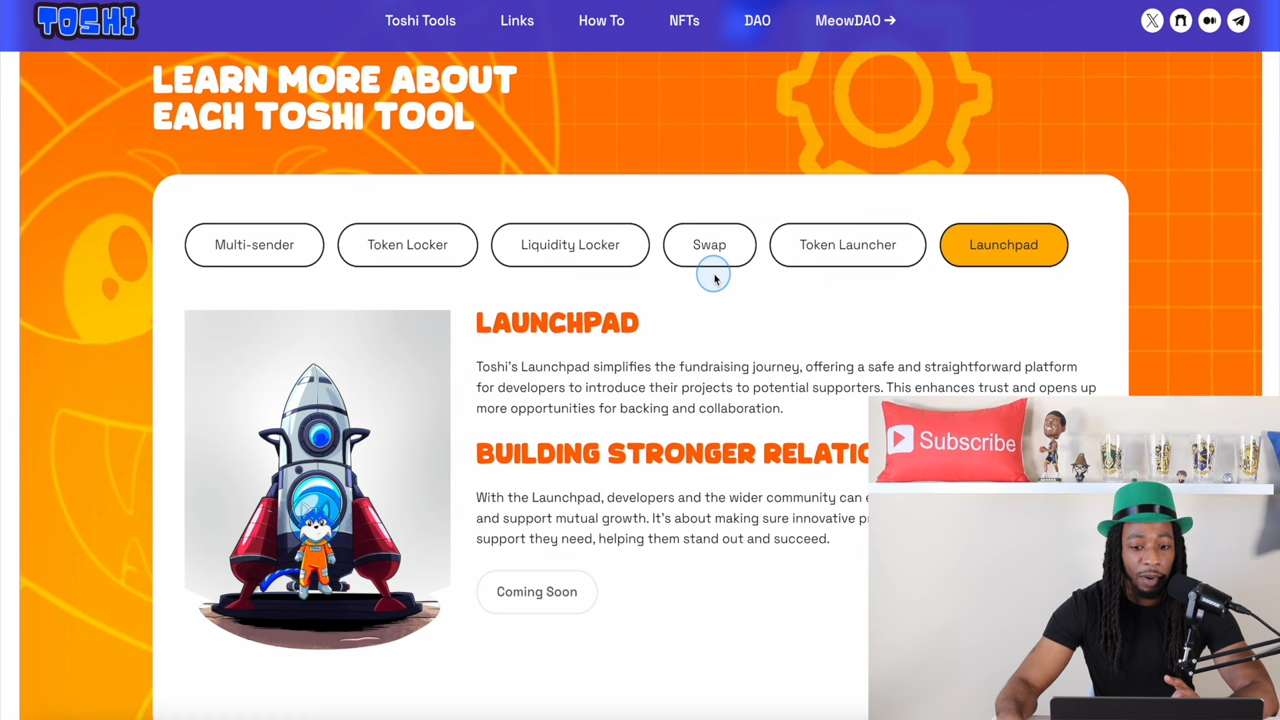 TOSHI
Toshi Tools
Links
How To
NFTs
DAO
MeowDAO →
LEARN MORE ABOUT
EACH TOSHI TOOL
Multi-sender
Token Locker
Liquidity Locker
Swap
Token Launcher
Launchpad
LAUNCHPAD
Toshi's Launchpad simplifies the fundraising journey, offering a safe and straightforward platform
for developers to introduce their projects to potential supporters. This enhances trust and opens up
more opportunities for backing and collaboration.
BUILDING STRONGER RELATIO
With the Launchpad, developers and the wider community can e
and support mutual growth. It's about making sure innovative pr
support they need, helping them stand out and succeed.
Coming Soon
Subscribe